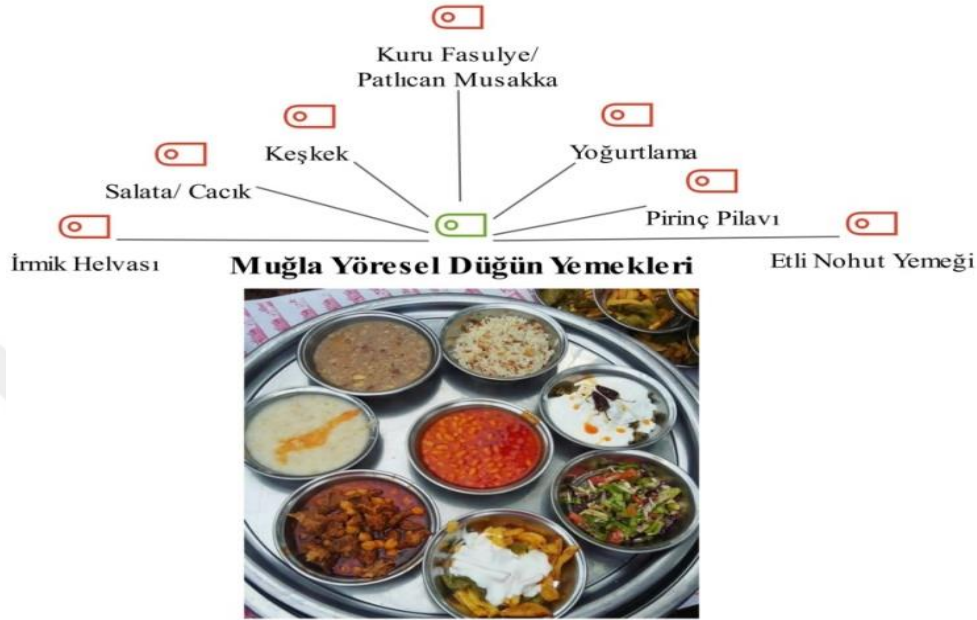 Kuru Fasulye/
Patlıcan Musakka
Keşkek
Yoğurtlama
Salata/ Cacık
Pirinç Pilavı
İrmik Helvası
Etli Nohut Yemeği
Muğla Yöresel Düğün Yemekleri